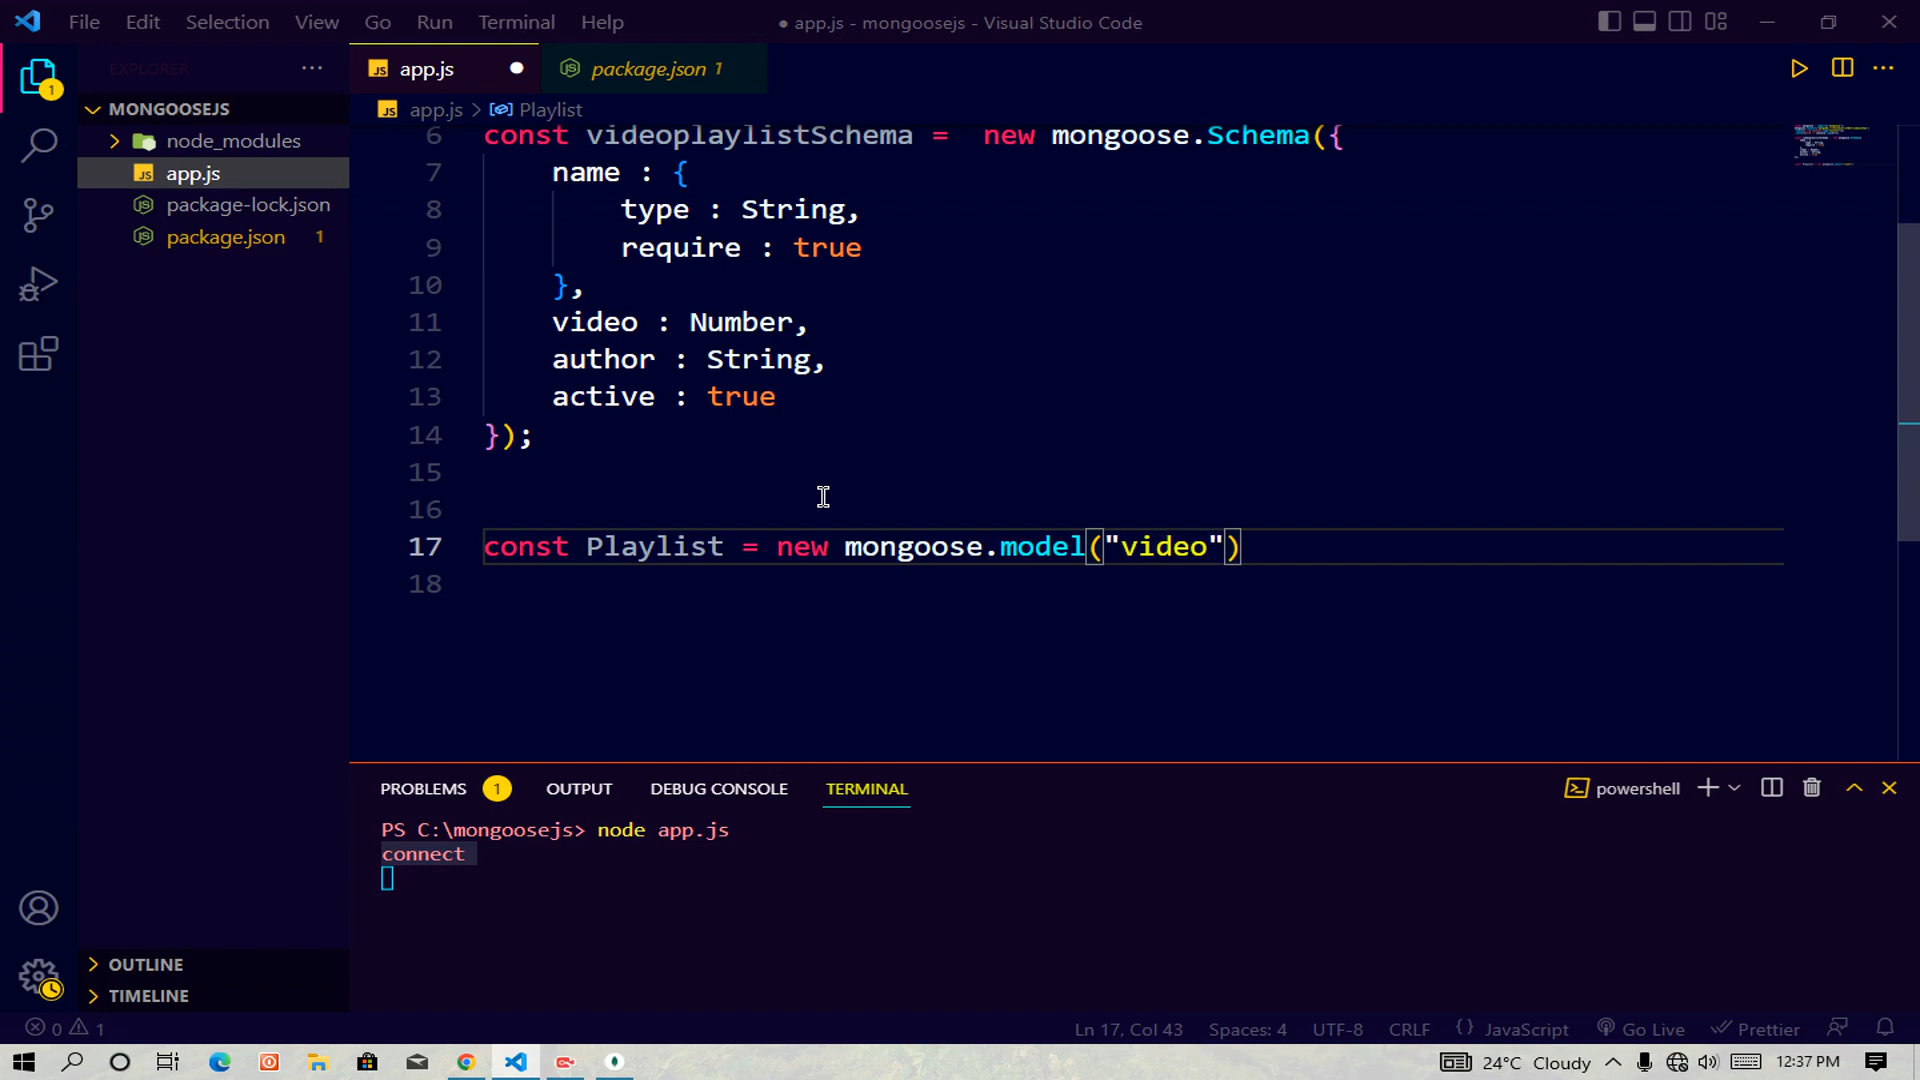 File Edit Selection View Go Run Terminal Help
● app.js - mongoosejs - Visual Studio Code
1
EXPLORER
MONGOOSEJS
node_modules
JS app.js
package-lock.json
package.json 1
OUTLINE
TIMELINE
JS app.js
package.json 1
JS app.js > Playlist
6 const videoplaylistSchema = new mongoose.Schema({
7 name : {
8 type : String,
9 require : true
10 },
11 video : Number,
12 author : String,
13 active : true
14 });
15
16
17 const Playlist = new mongoose.model("video")
18
PROBLEMS 1 OUTPUT DEBUG CONSOLE TERMINAL
powershell
PS C:\mongoosejs> node app.js
connect
0 1
Ln 17, Col 43 Spaces: 4 UTF-8 CRLF {} JavaScript Go Live Prettier
24°C Cloudy 12:37 PM